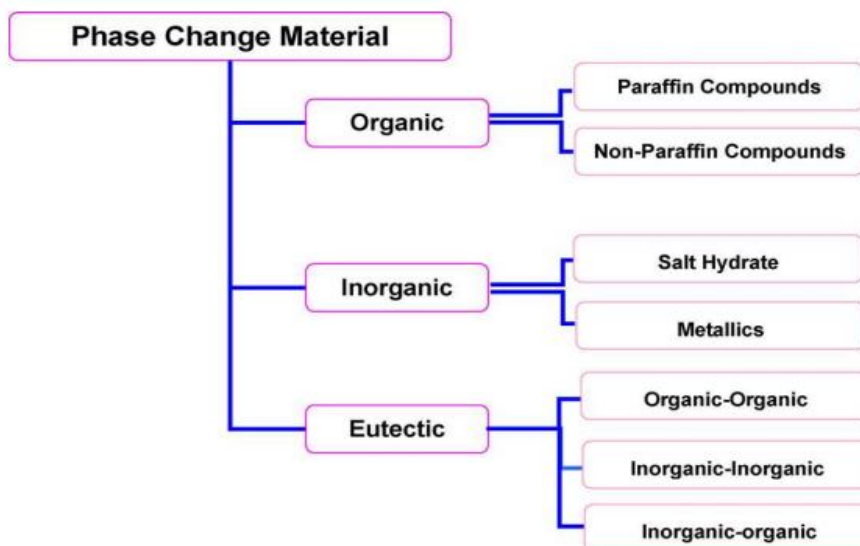 Phase Change Material
Organic
Paraffin Compounds
Non-Paraffin Compounds
Inorganic
Salt Hydrate
Metallics
Eutectic
Organic-Organic
Inorganic-Inorganic
Inorganic-organic